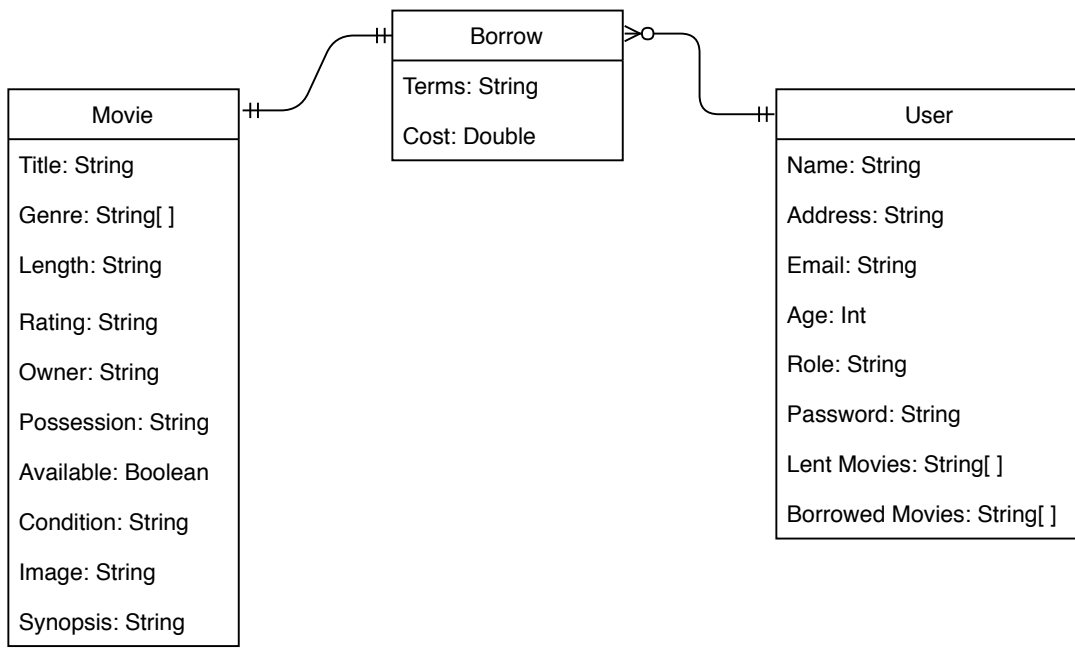 Borrow
Terms: String
Cost: Double
Movie
Title: String
Genre: String[ ]
Length: String
Rating: String
Owner: String
Possession: String
Available: Boolean
Condition: String
Image: String
Synopsis: String
User
Name: String
Address: String
Email: String
Age: Int
Role: String
Password: String
Lent Movies: String[ ]
Borrowed Movies: String[ ]